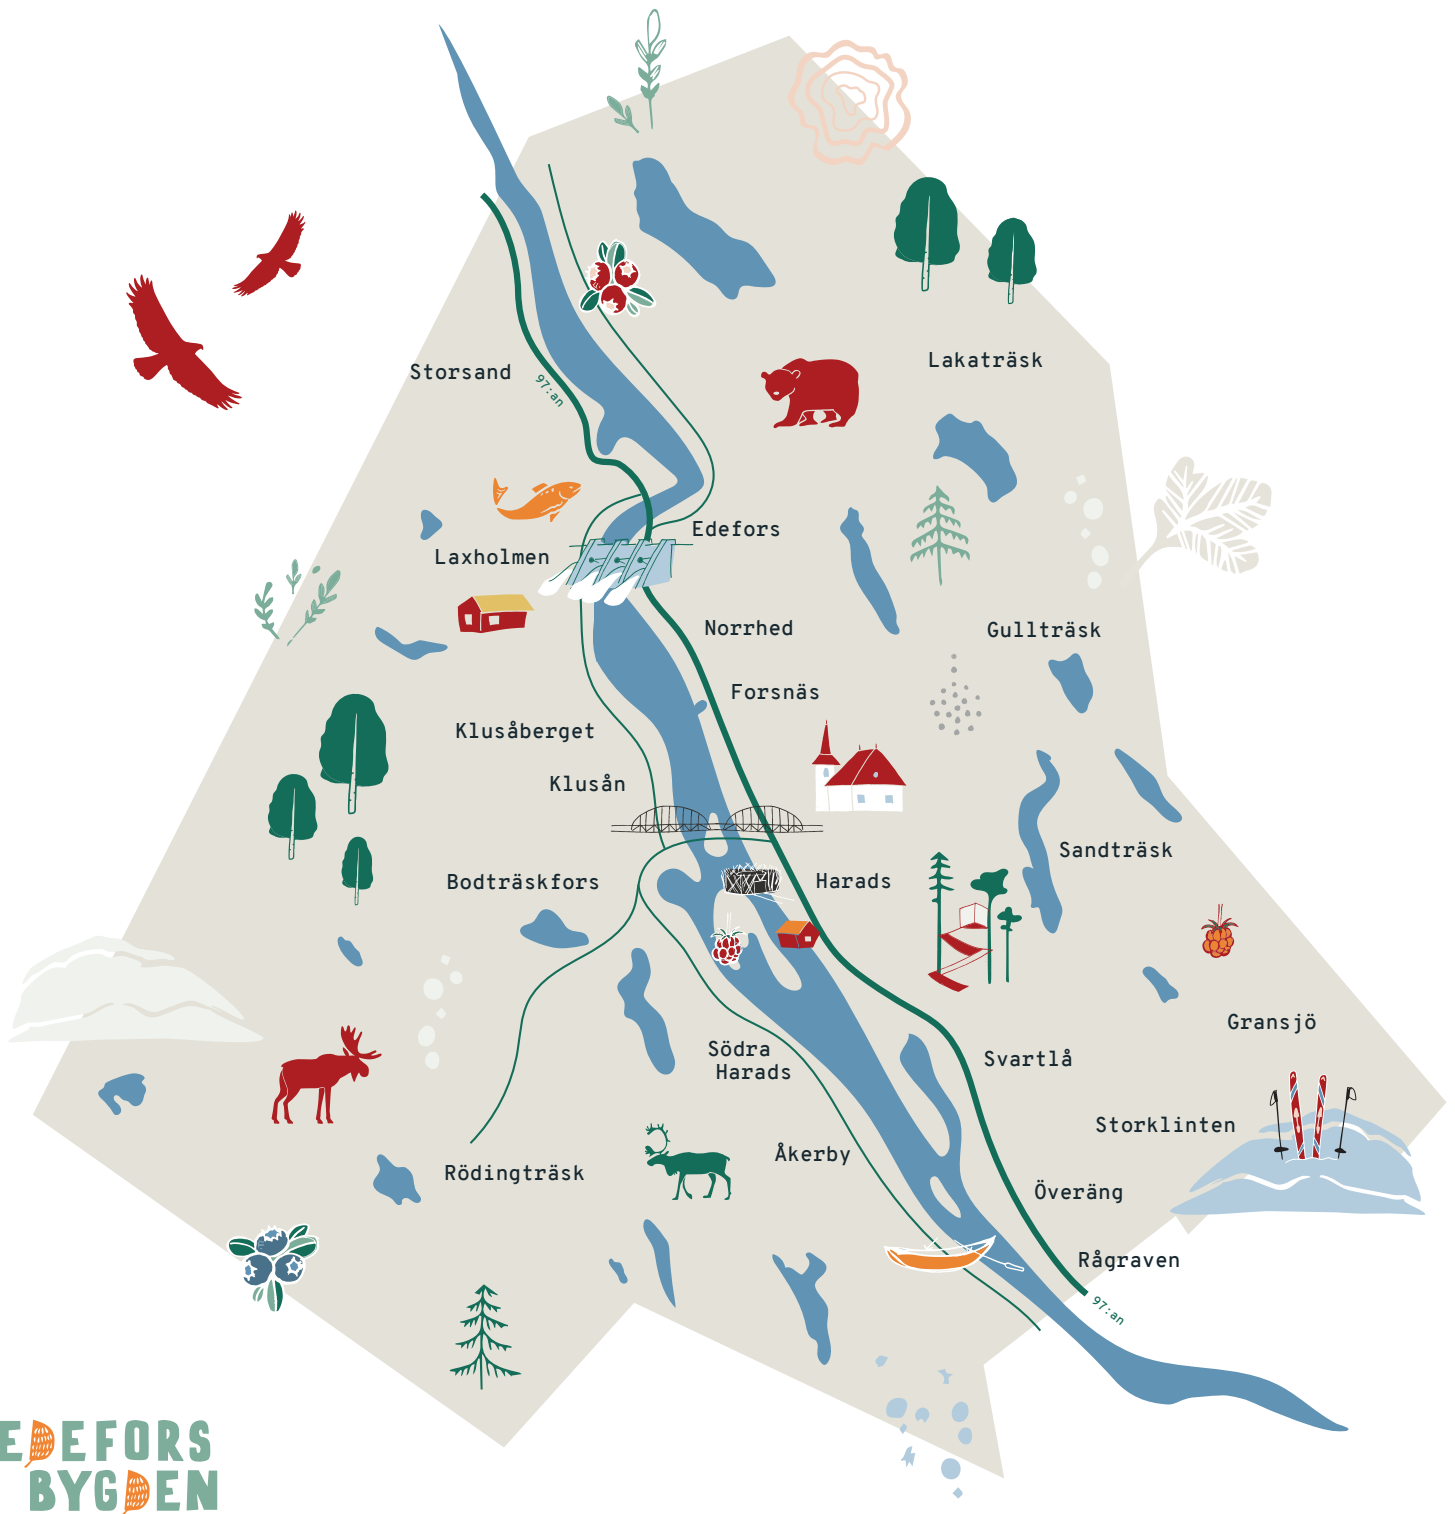 Lakaträsk
Storsand
97:an
Edefors
Laxholmen
Norrhed
Gullträsk
Forsnäs
Klusåberget
Klusån
Sandträsk
Bodträskfors
Harads
Gransjö
Södra
Harads
Svartlå
Storklinten
Åkerby
Rödingträsk
Överäng
Rågraven
97:an
EDEFORS
BYGDEN